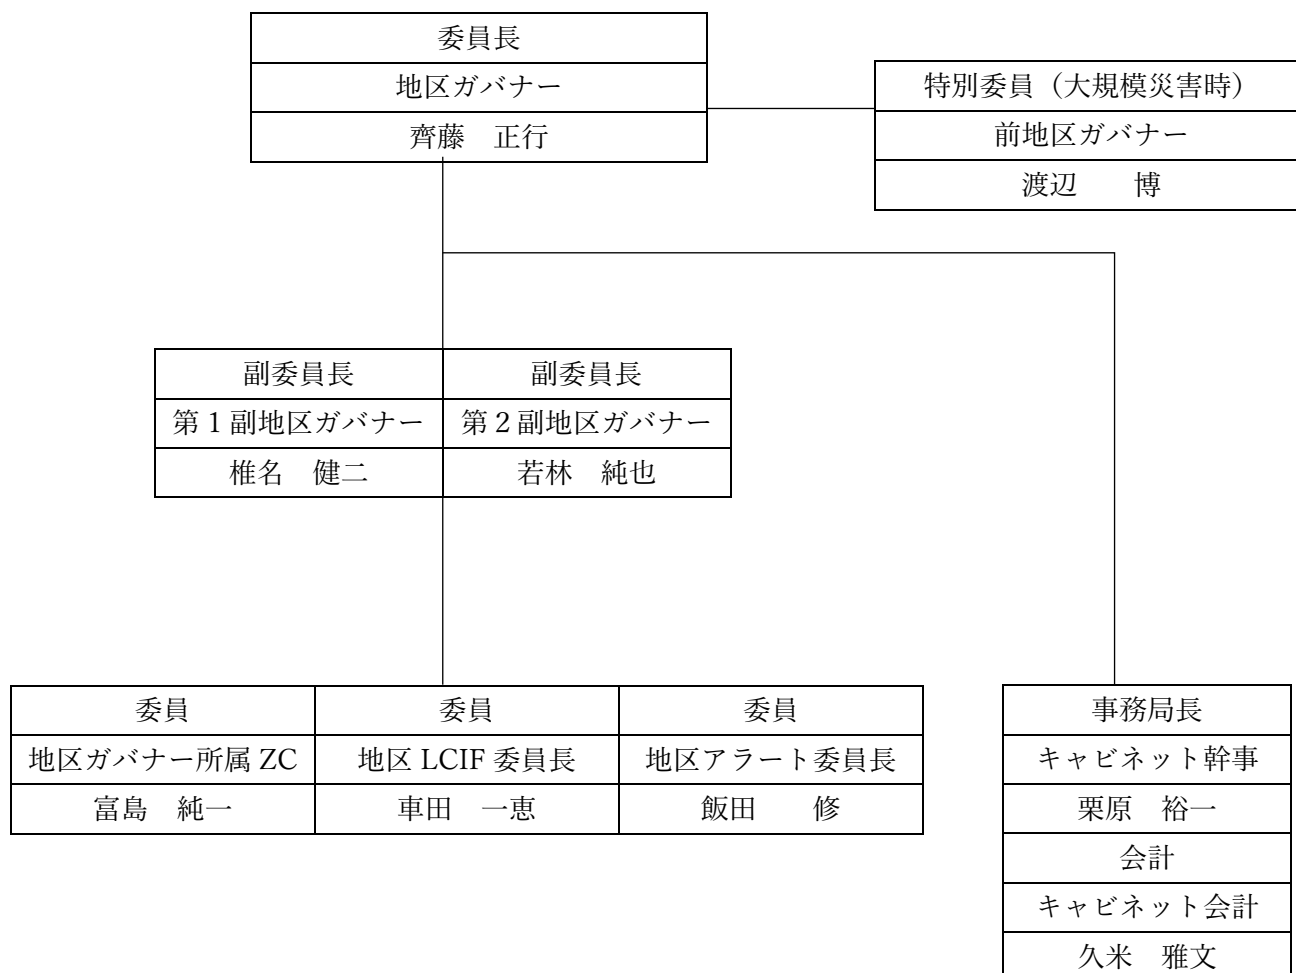 委員長
地区ガバナー
齊藤　正行
特別委員（大規模災害時）
前地区ガバナー
渡辺　　博
副委員長
第１副地区ガバナー
椎名　健二
副委員長
第２副地区ガバナー
若林　純也
委員
地区ガバナー所属 ZC
富島　純一
委員
地区 LCIF 委員長
車田　一恵
委員
地区アラート委員長
飯田　　修
事務局長
キャビネット幹事
栗原　裕一
会計
キャビネット会計
久米　雅文